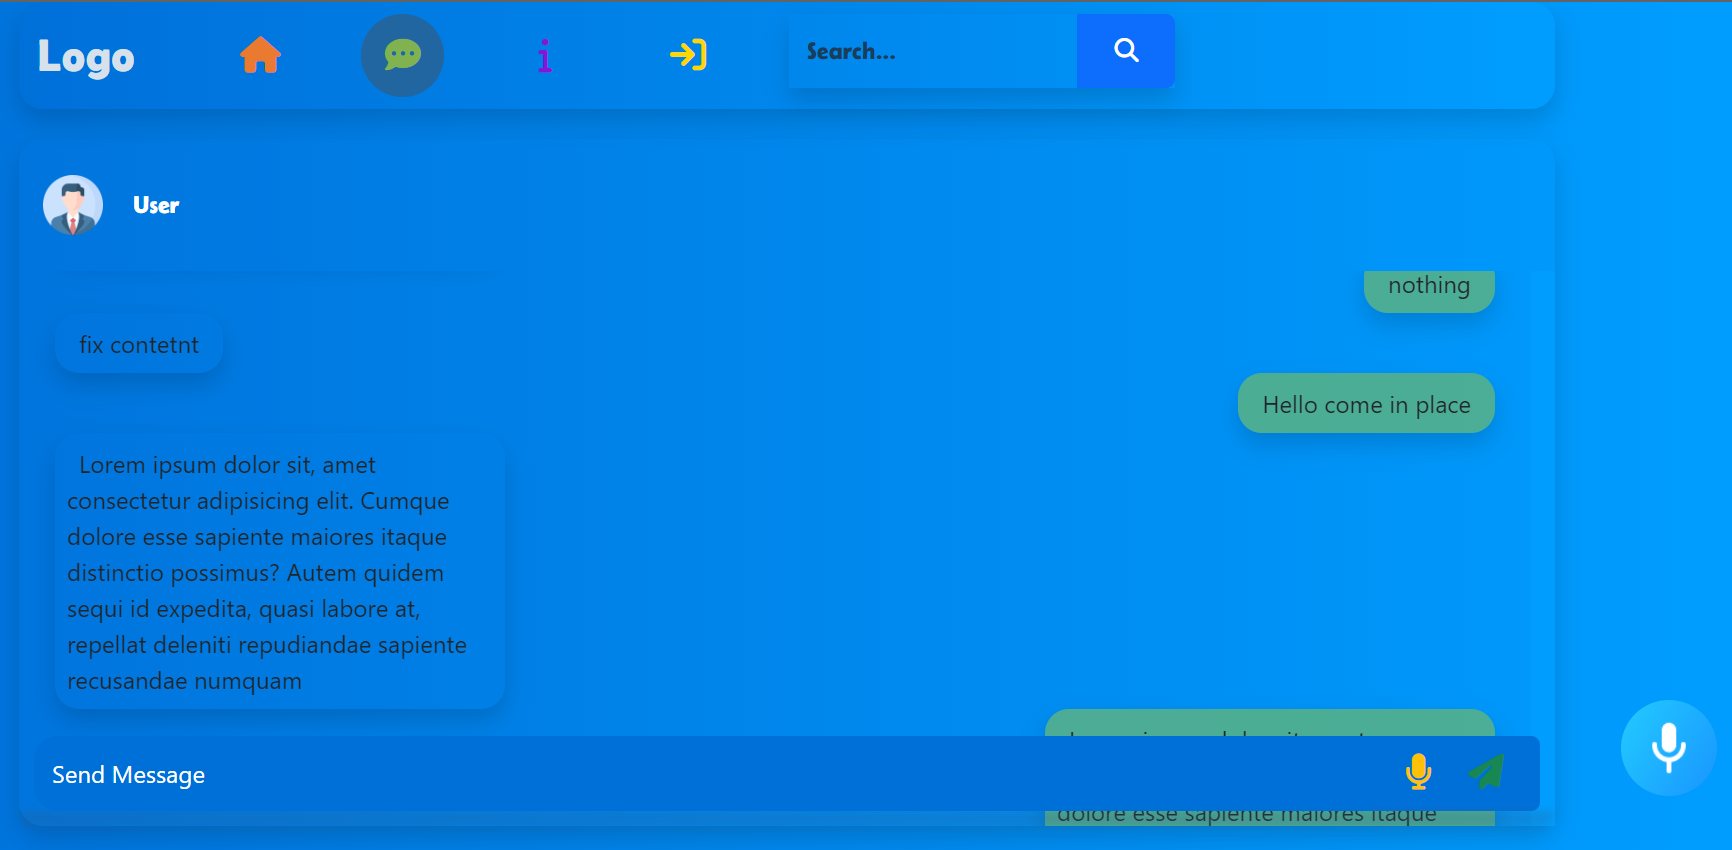 Logo
Search...
User
nothing
fix contetnt
Hello come in place
Lorem ipsum dolor sit, amet
consectetur adipisicing elit. Cumque
dolore esse sapiente maiores itaque
distinctio possimus? Autem quidem
sequi id expedita, quasi labore at,
repellat deleniti repudiandae sapiente
recusandae numquam
Send Message
dolore esse sapiente maiores itaque